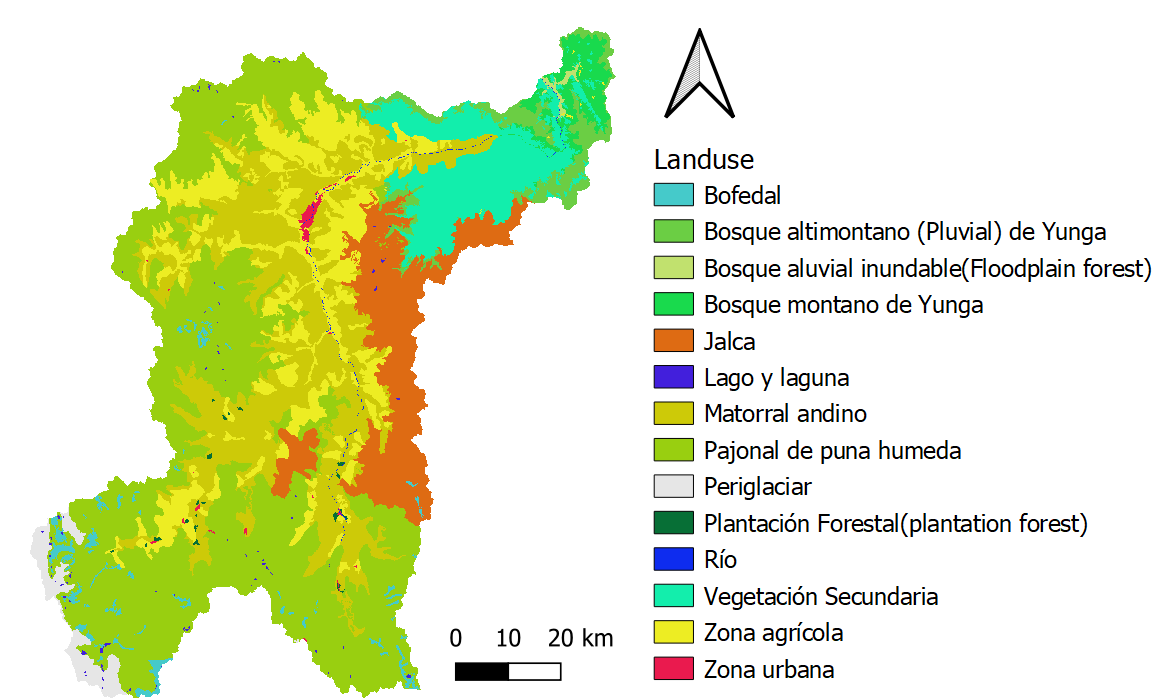 Landuse
Bofedal
Bosque altimontano (Pluvial) de Yunga
Bosque aluvial inundable(Floodplain forest)
Bosque montano de Yunga
Jalca
Lago y laguna
Matorral andino
Pajonal de puna humeda
Periglaciar
Plantación Forestal(plantation forest)
Río
Vegetación Secundaria
Zona agrícola
Zona urbana
0 10 20 km